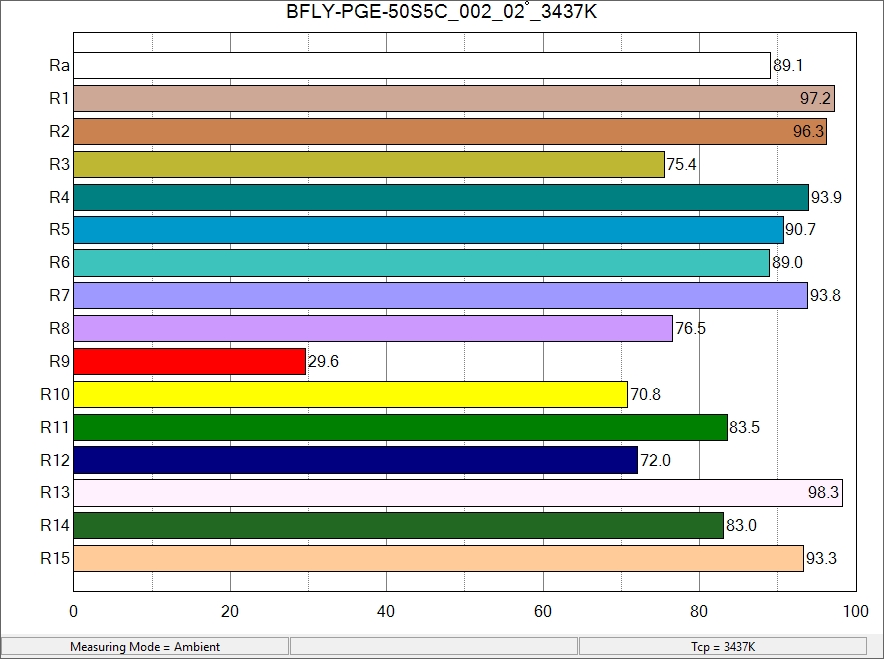 BFLY-PGE-50S5C_002_02°_3437K
Ra 89.1
R1 97.2
R2 96.3
R3 75.4
R4 93.9
R5 90.7
R6 89.0
R7 93.8
R8 76.5
R9 29.6
R10 70.8
R11 83.5
R12 72.0
R13 98.3
R14 83.0
R15 93.3
0 20 40 60 80 100
Measuring Mode = Ambient Tcp = 3437K